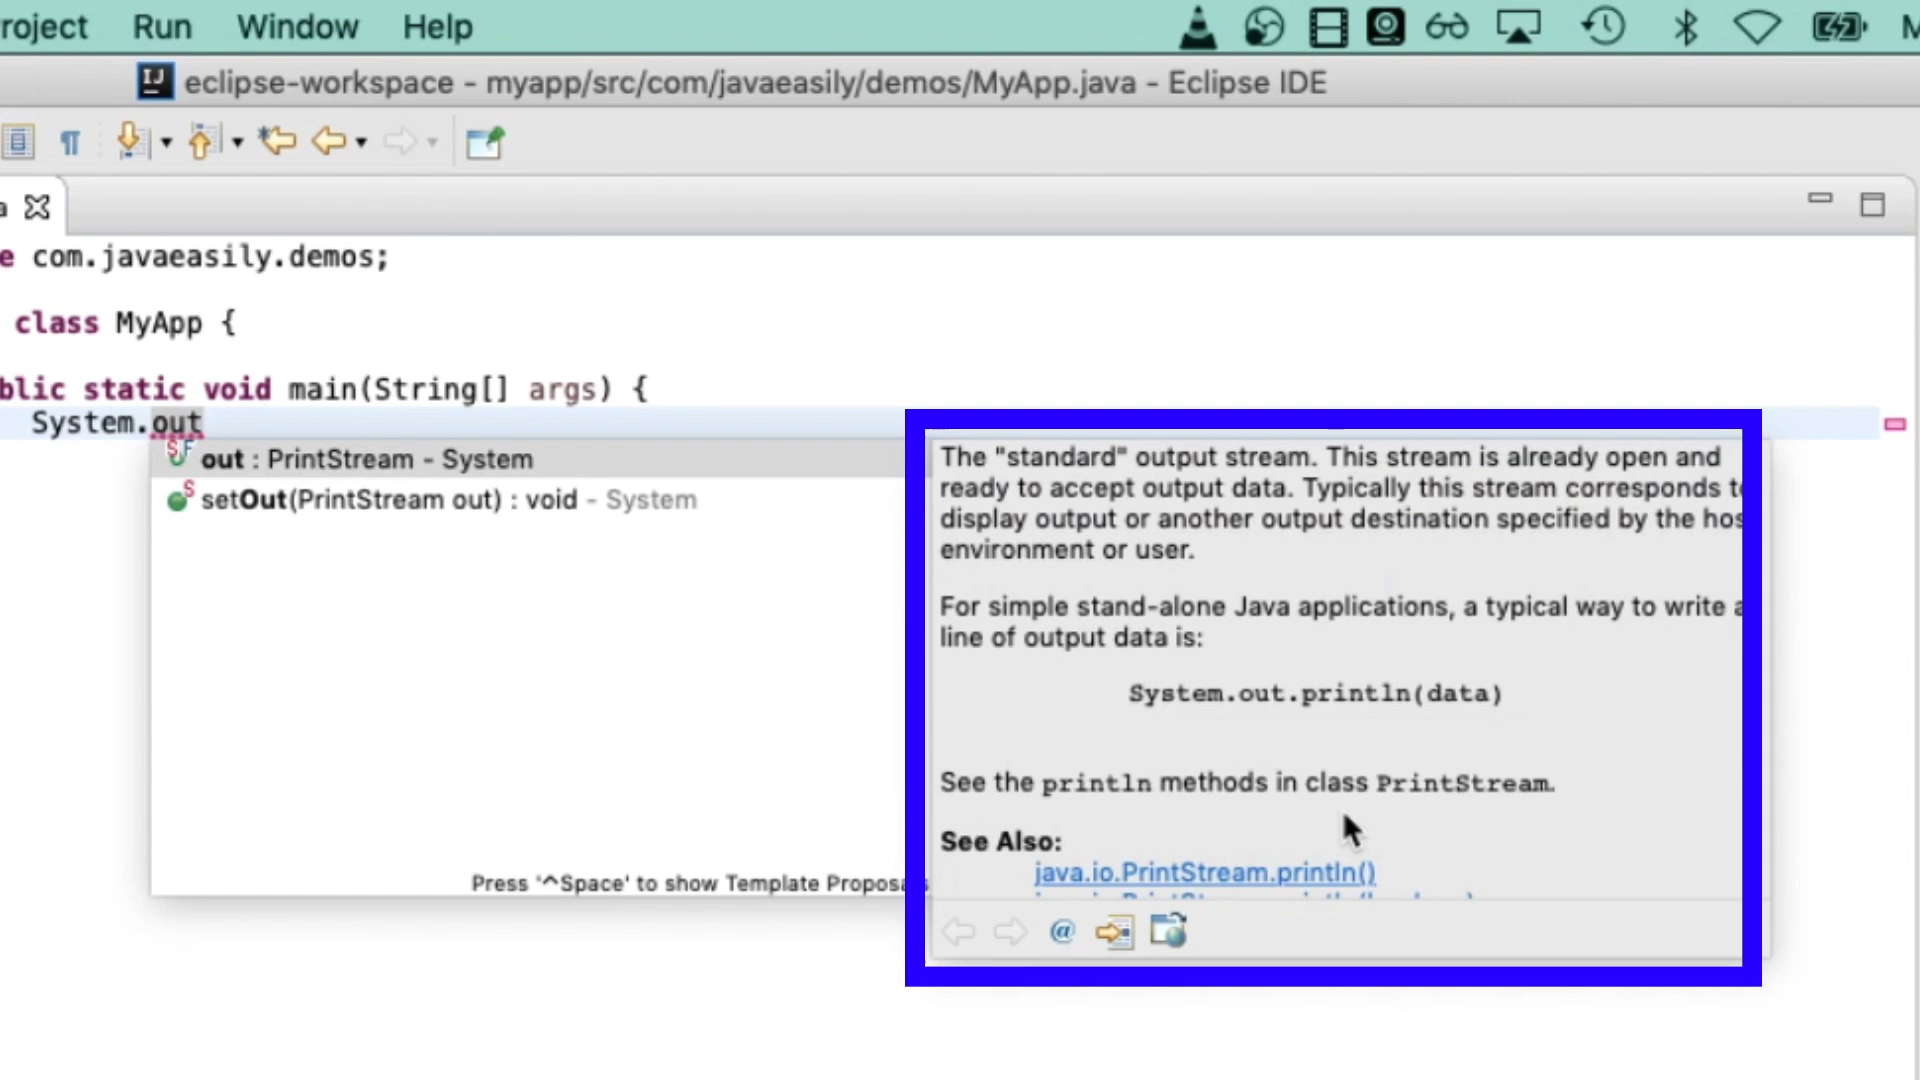 roject Run Window Help
IJ eclipse-workspace - myapp/src/com/javaeasily/demos/MyApp.java - Eclipse IDE
a
e com.javaeasily.demos;
class MyApp {
blic static void main(String[] args) {
System.out
out : PrintStream - System
setOut(PrintStream out) : void - System
Press '^Space' to show Template Proposals
The "standard" output stream. This stream is already open and
ready to accept output data. Typically this stream corresponds to
display output or another output destination specified by the hos
environment or user.
For simple stand-alone Java applications, a typical way to write a
line of output data is:
System.out.println(data)
See the println methods in class PrintStream.
See Also:
java.io.PrintStream.println()